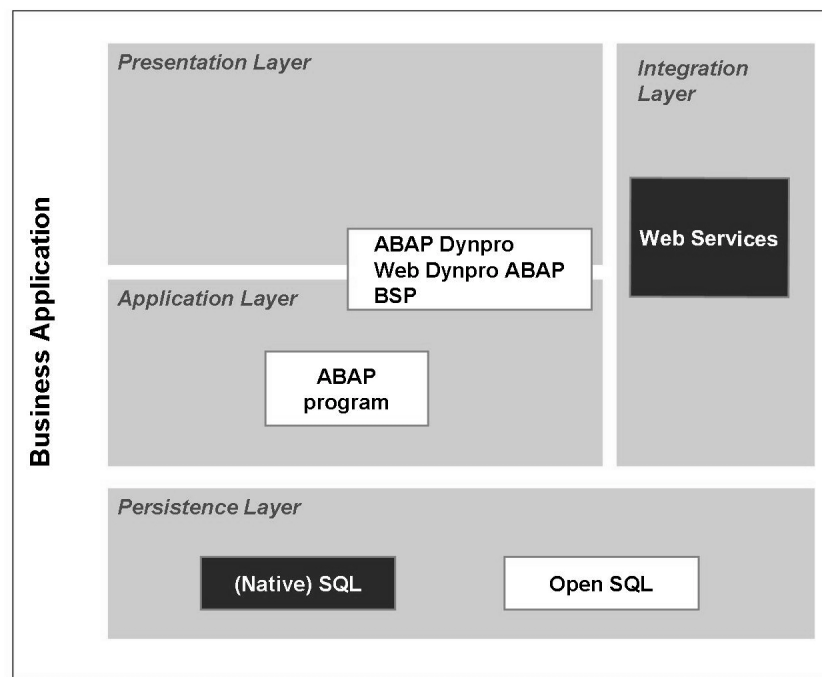 Business Application
Presentation Layer
Integration
Layer
Web Services
ABAP Dynpro
Web Dynpro ABAP
BSP
Application Layer
ABAP
program
Persistence Layer
(Native) SQL
Open SQL